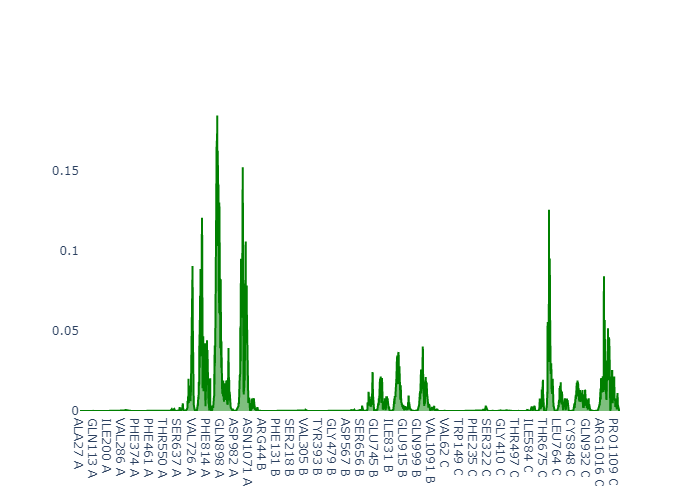 0.15
0.1
0.05
0
ALA27 A
GLN113 A
ILE200 A
VAL286 A
PHE374 A
PHE461 A
THR550 A
SER637 A
VAL726 A
PHE814 A
GLN898 A
ASP982 A
ASN1071 A
ARG44 B
PHE131 B
SER218 B
VAL305 B
TYR393 B
GLY479 B
ASP567 B
SER656 B
GLU745 B
ILE831 B
GLU915 B
GLN999 B
VAL1091 B
VAL62 C
TRP149 C
PHE235 C
SER322 C
GLY410 C
THR497 C
ILE584 C
THR675 C
LEU764 C
CYS848 C
GLN932 C
ARG1016 C
PRO1109 C